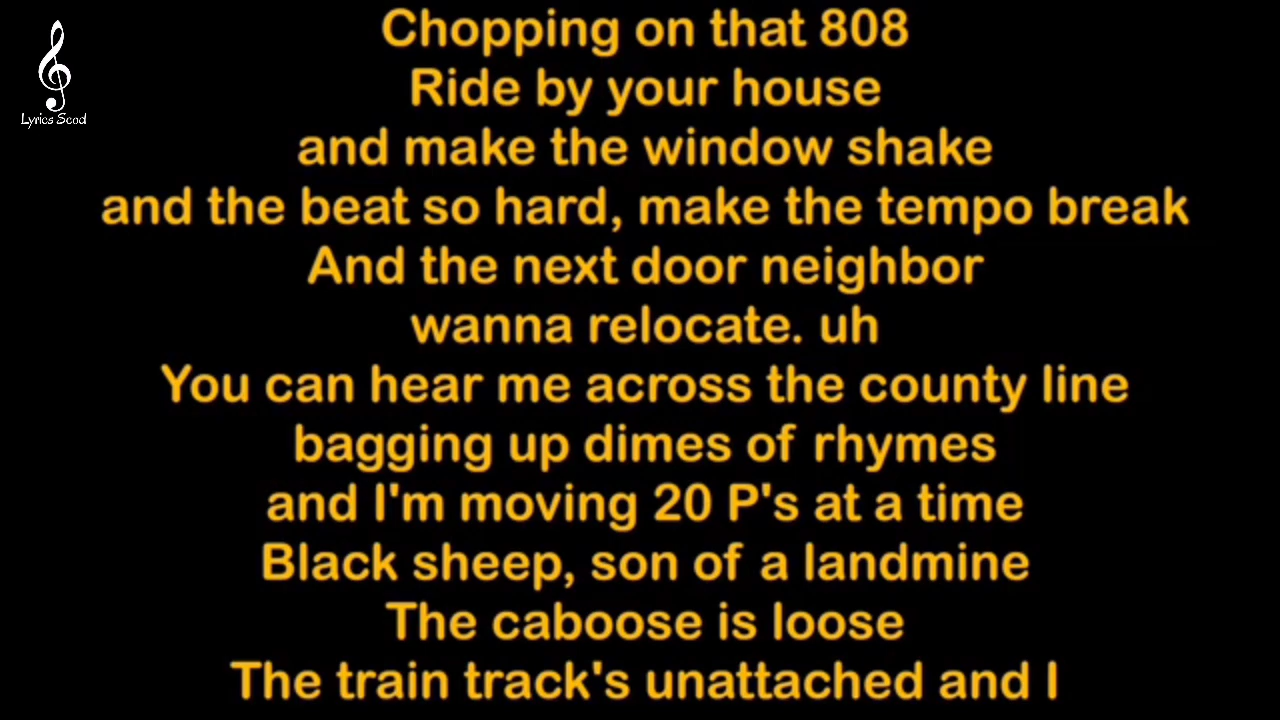 Lyrics Scod
Chopping on that 808
Ride by your house
and make the window shake
and the beat so hard, make the tempo break
And the next door neighbor
wanna relocate. uh
You can hear me across the county line
bagging up dimes of rhymes
and I'm moving 20 P's at a time
Black sheep, son of a landmine
The caboose is loose
The train track's unattached and I